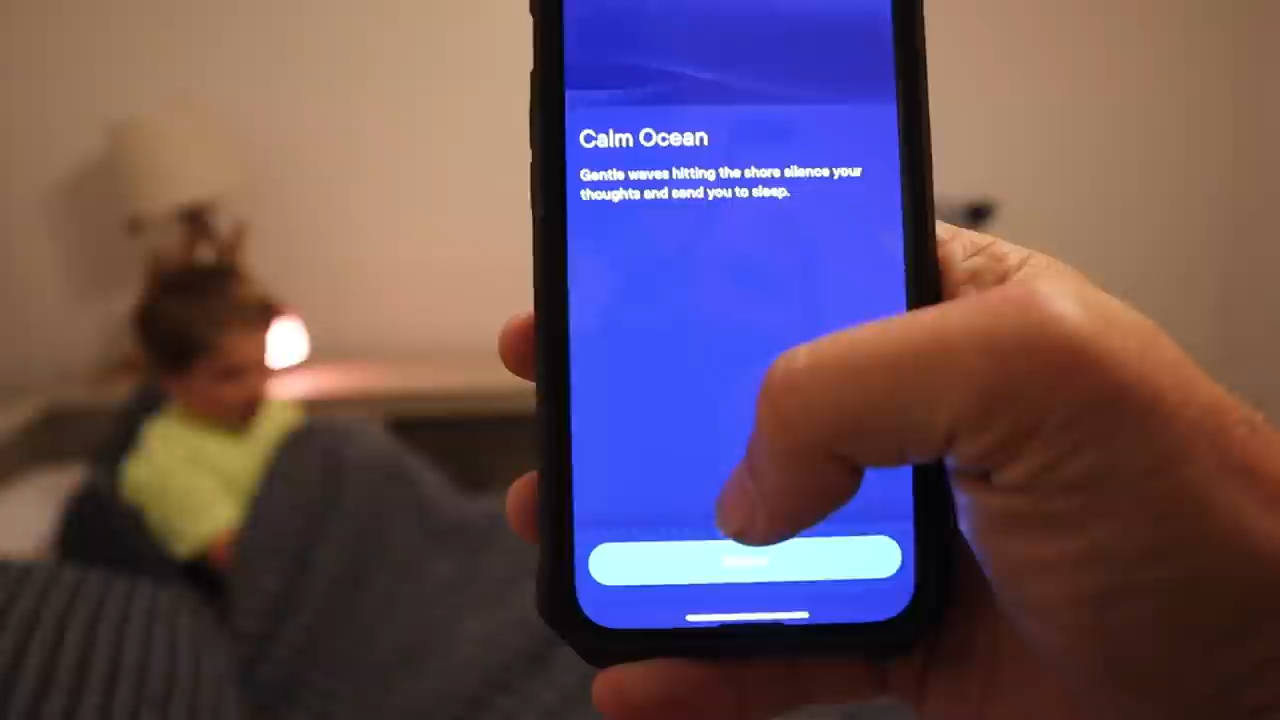 Calm Ocean
Gentle waves hitting the shore silence your
thoughts and send you to sleep.